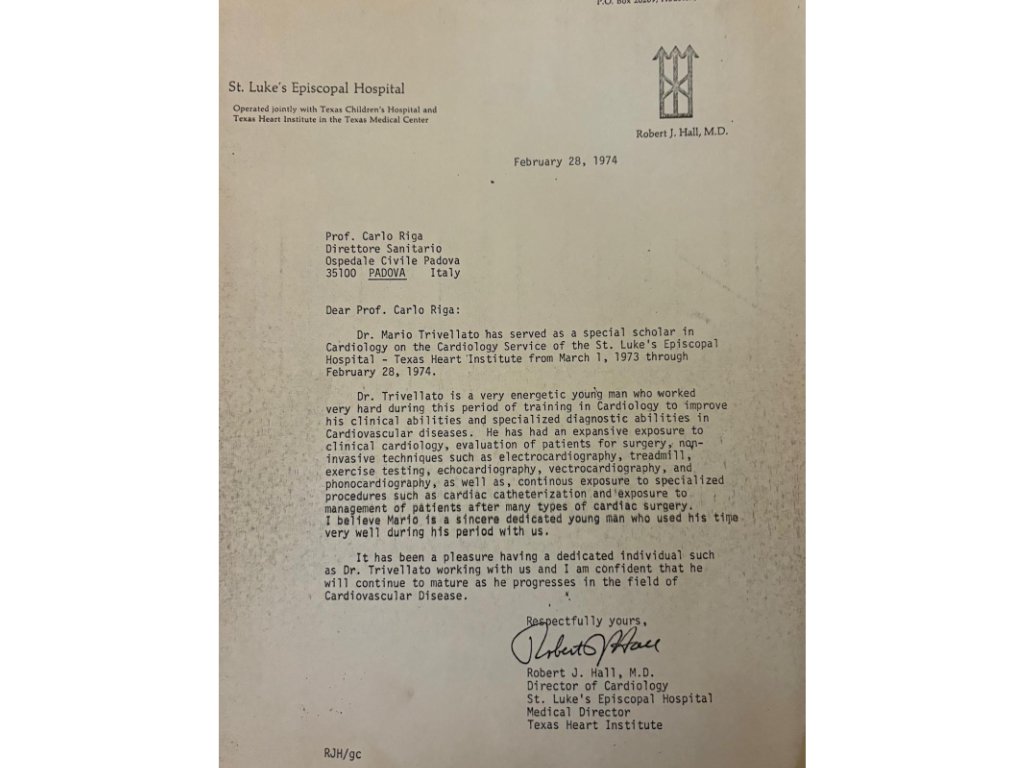 P.O. Box 20269, Houston,
St. Luke's Episcopal Hospital
Operated jointly with Texas Children's Hospital and
Texas Heart Institute in the Texas Medical Center
Robert J. Hall, M.D.
February 28, 1974
Prof. Carlo Riga
Direttore Sanitario
Ospedale Civile Padova
35100 PADOVA Italy
Dear Prof. Carlo Riga:
Dr. Mario Trivellato has served as a special scholar in
Cardiology on the Cardiology Service of the St. Luke's Episcopal
Hospital - Texas Heart Institute from March 1, 1973 through
February 28, 1974.
Dr. Trivellato is a very energetic young man who worked
very hard during this period of training in Cardiology to improve
his clinical abilities and specialized diagnostic abilities in
Cardiovascular diseases. He has had an expansive exposure to
clinical cardiology, evaluation of patients for surgery, non-
invasive techniques such as electrocardiography, treadmill,
exercise testing, echocardiography, vectrocardiography, and
phonocardiography, as well as, continous exposure to specialized
procedures such as cardiac catheterization and exposure to
management of patients after many types of cardiac surgery.
I believe Mario is a sincere dedicated young man who used his time
very well during his period with us.
It has been a pleasure having a dedicated individual such
as Dr. Trivellato working with us and I am confident that he
will continue to mature as he progresses in the field of
Cardiovascular Disease.
Respectfully yours,
Robert J Hall
Robert J. Hall, M.D.
Director of Cardiology
St. Luke's Episcopal Hospital
Medical Director
Texas Heart Institute
RJH/gc